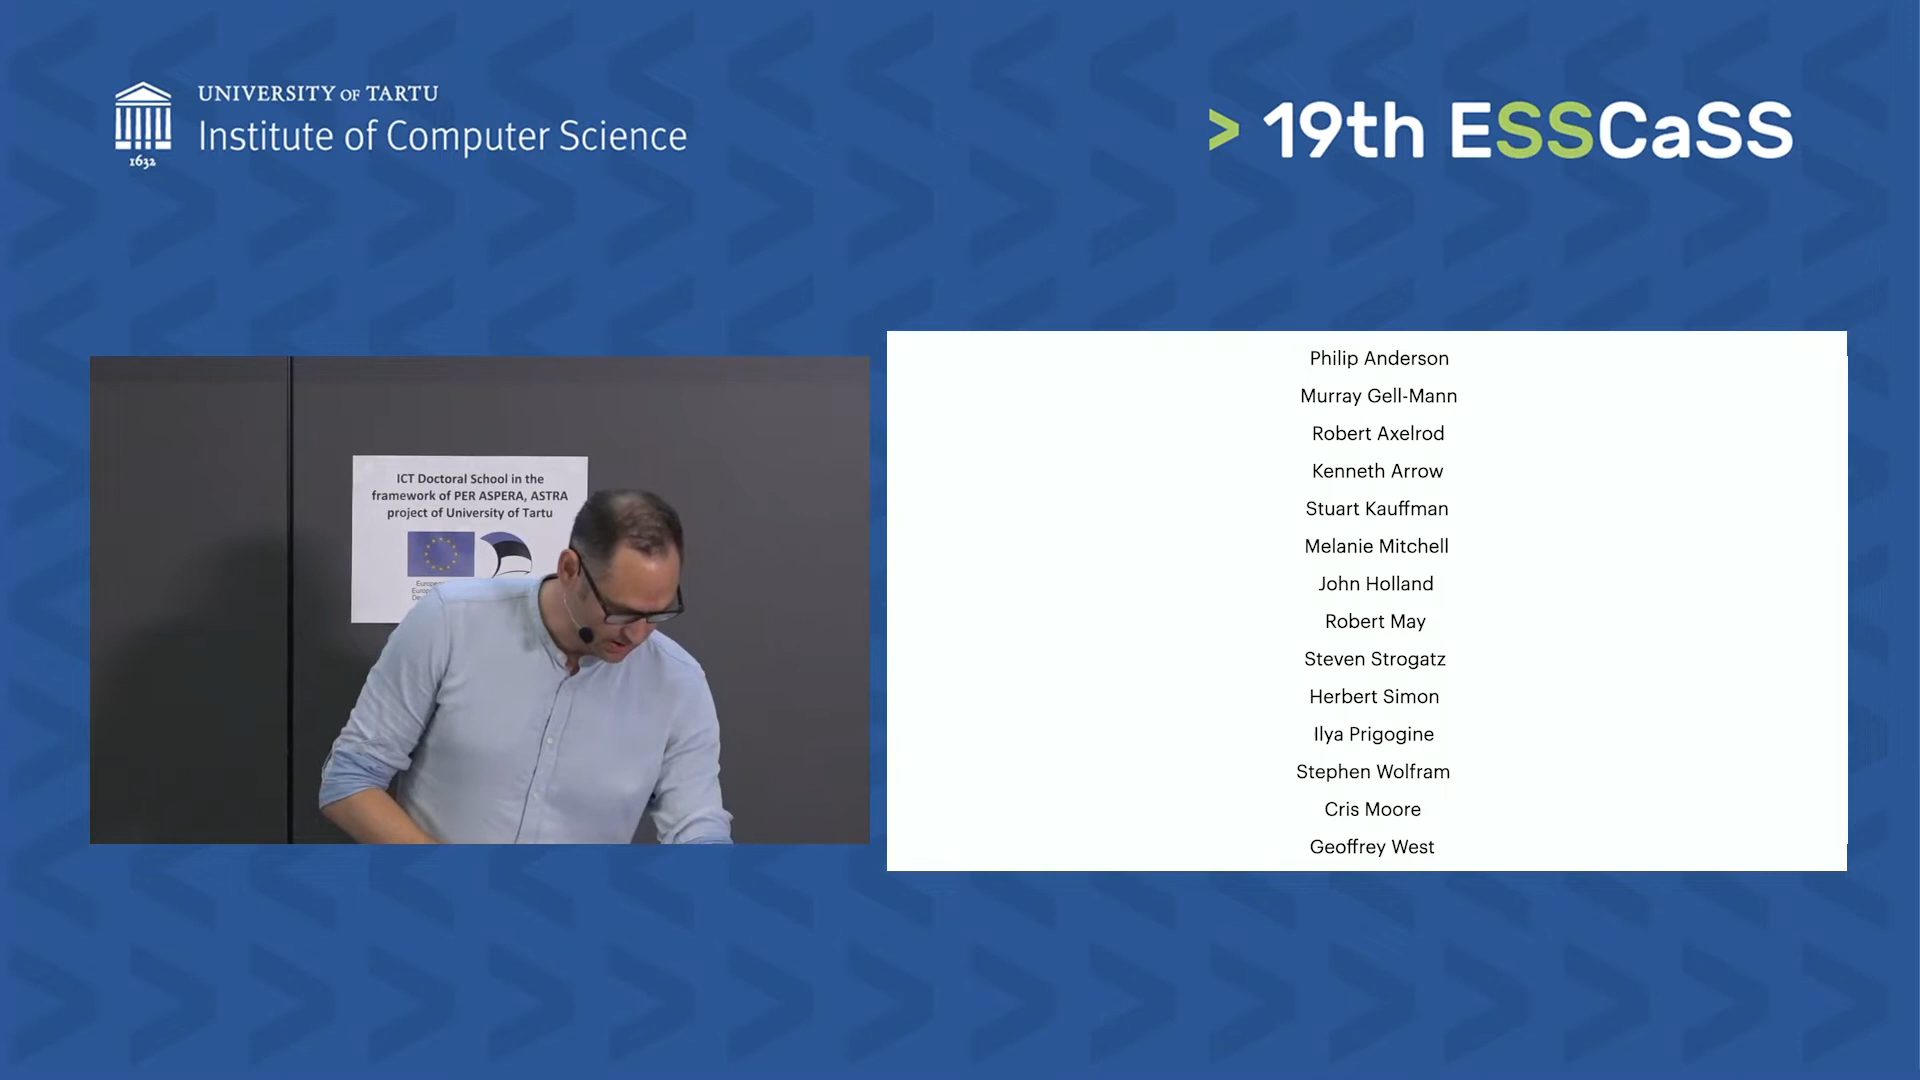 UNIVERSITY OF TARTU
Institute of Computer Science
1632
> 19th ESSCaSS
ICT Doctoral School in the
framework of PER ASPERA, ASTRA
project of University of Tartu
Philip Anderson
Murray Gell-Mann
Robert Axelrod
Kenneth Arrow
Stuart Kauffman
Melanie Mitchell
John Holland
Robert May
Steven Strogatz
Herbert Simon
Ilya Prigogine
Stephen Wolfram
Cris Moore
Geoffrey West